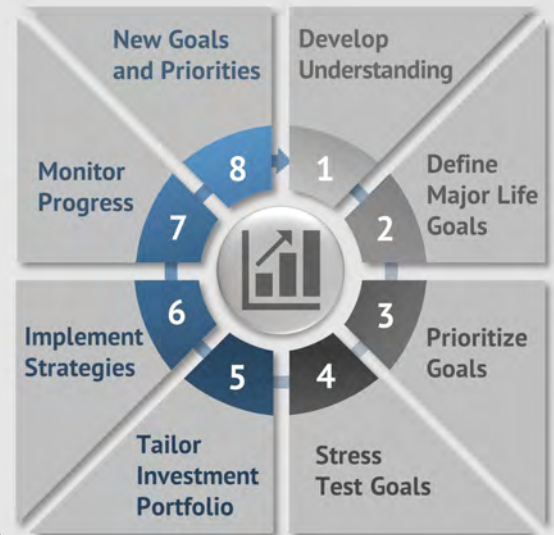 1
Develop
Understanding
2
Define
Major Life
Goals
3
Prioritize
Goals
4
Stress
Test Goals
5
Tailor
Investment
Portfolio
6
Implement
Strategies
7
Monitor
Progress
8
New Goals
and Priorities